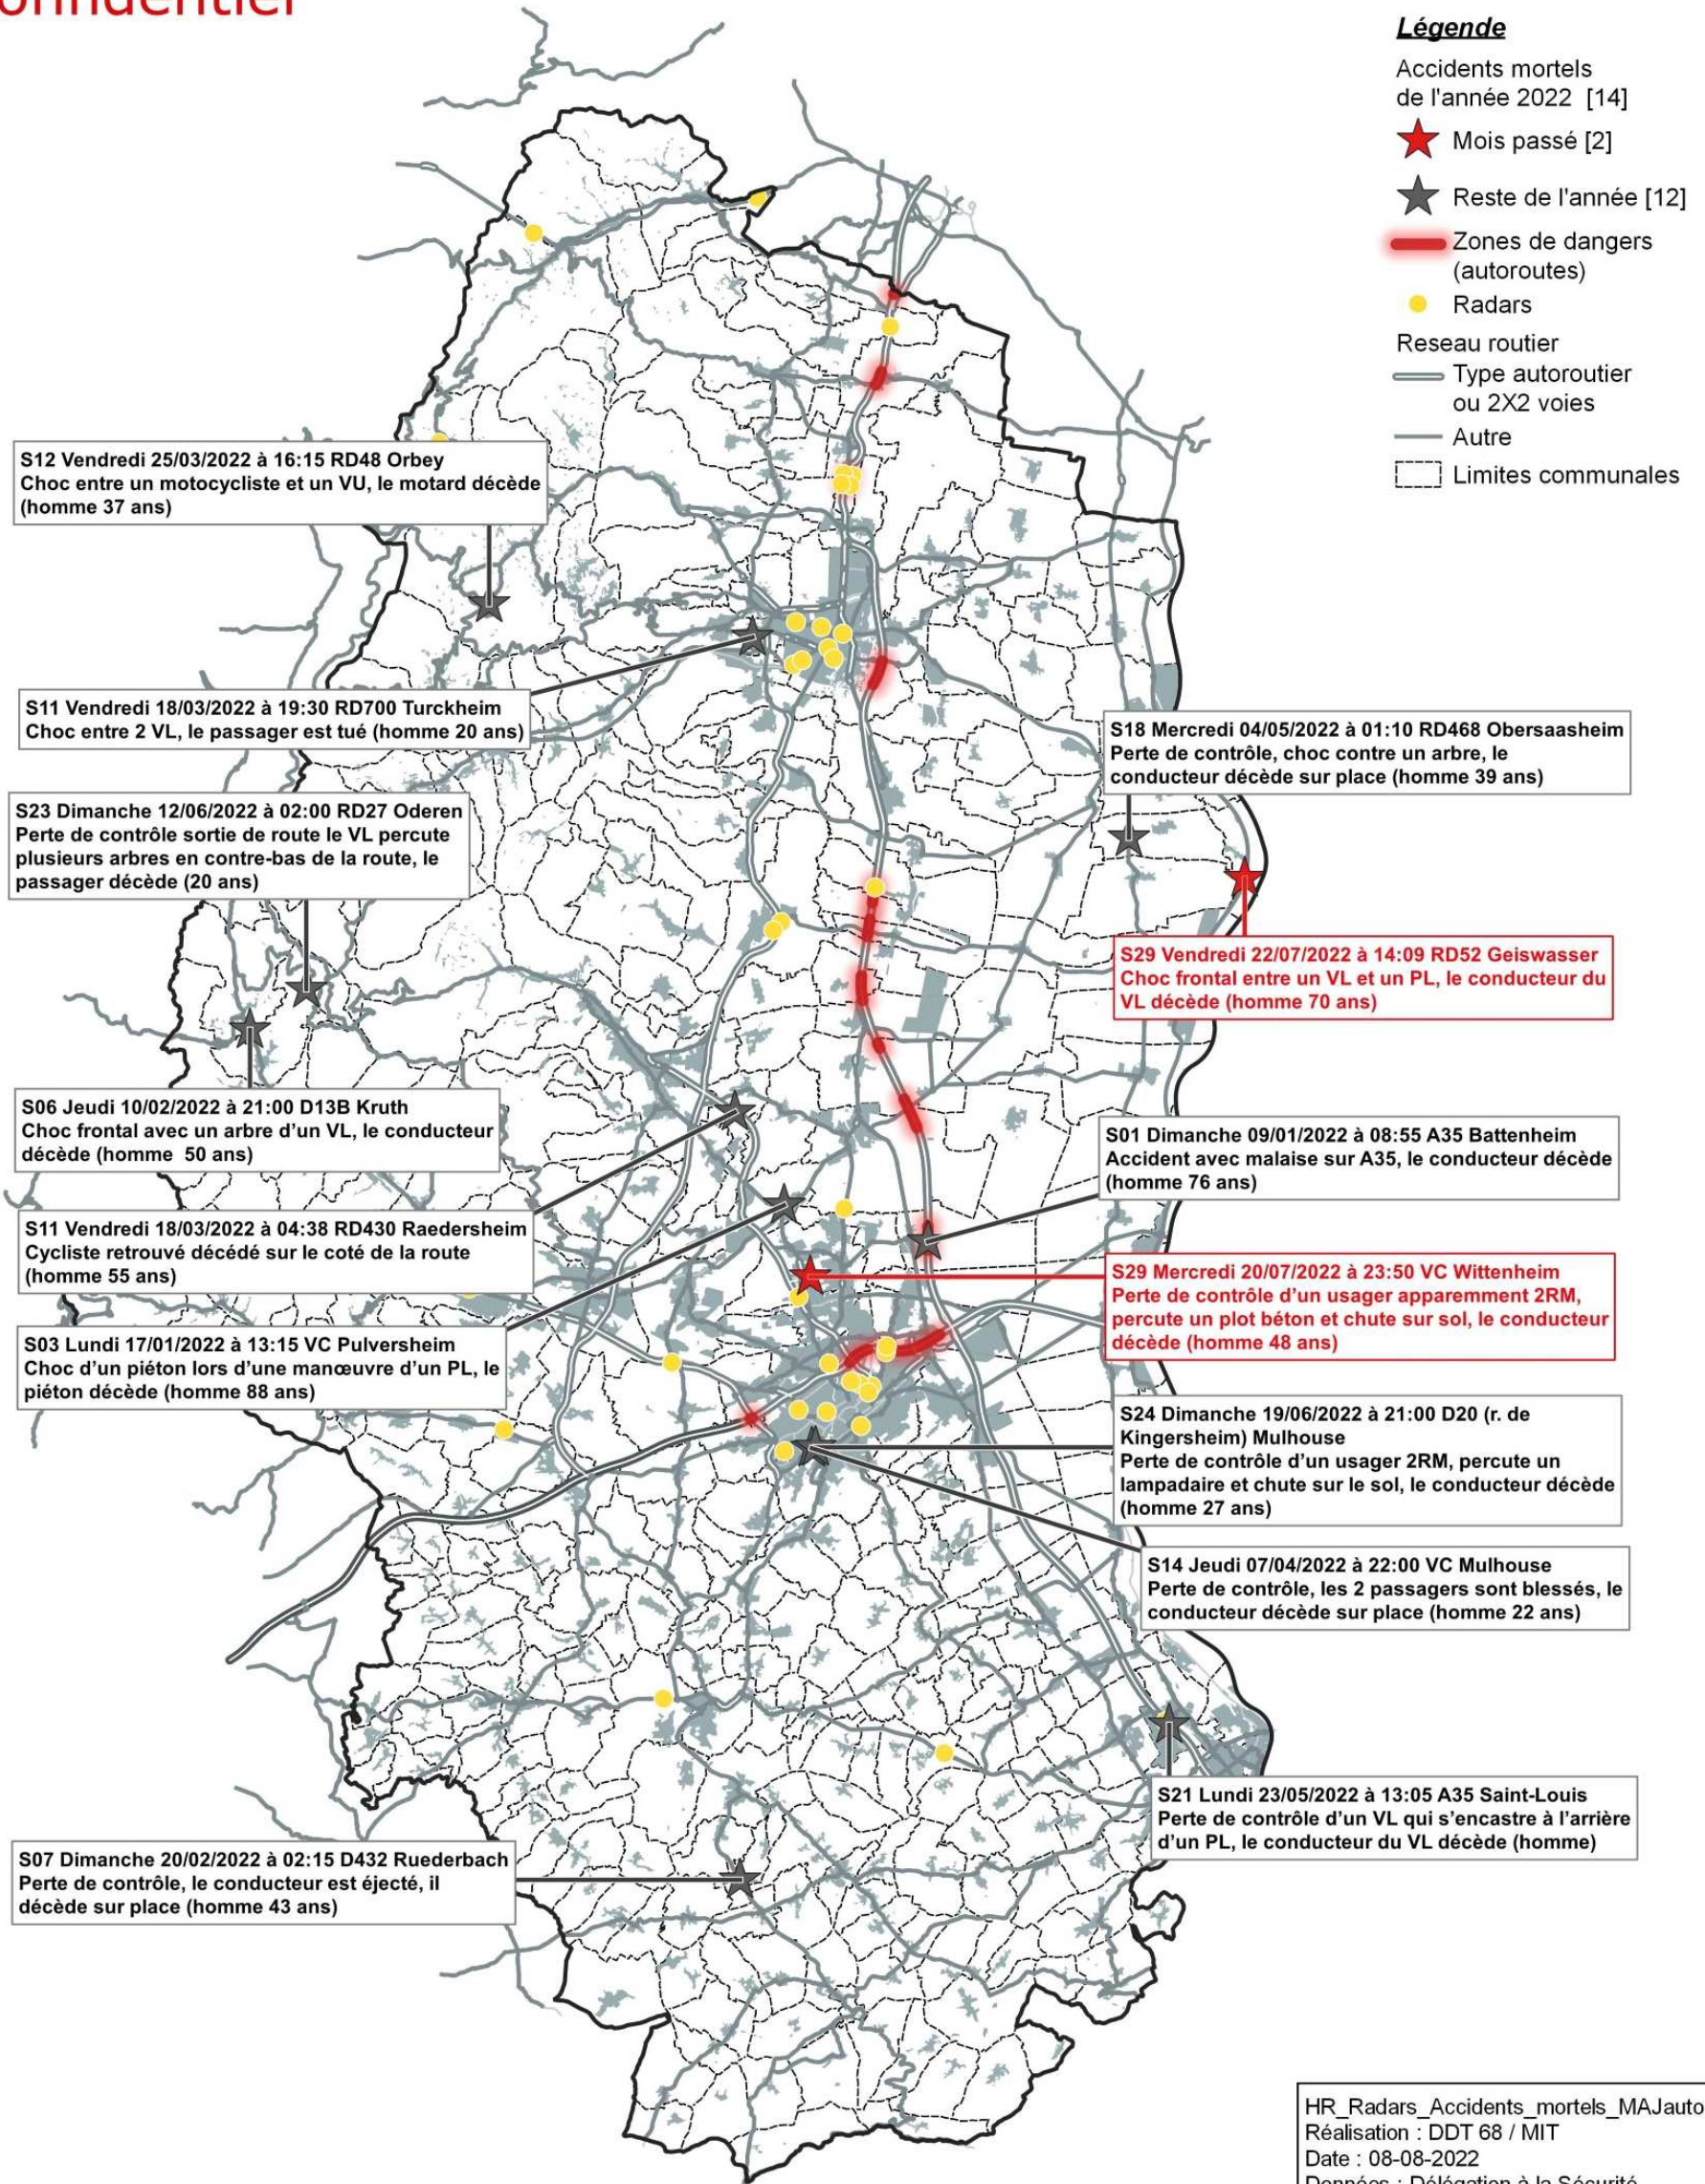 Légende
Accidents mortels
de l'année 2022 [14]
Mois passé [2]
Reste de l'année [12]
Zones de dangers
(autoroutes)
Radars
Reseau routier
Type autoroutier
ou 2X2 voies
Autre
Limites communales
S12 Vendredi 25/03/2022 à 16:15 RD48 Orbey
Choc entre un motocycliste et un VU, le motard décède
(homme 37 ans)
S11 Vendredi 18/03/2022 à 19:30 RD700 Turckheim
Choc entre 2 VL, le passager est tué (homme 20 ans)
S18 Mercredi 04/05/2022 à 01:10 RD468 Obersaasheim
Perte de contrôle, choc contre un arbre, le
conducteur décède sur place (homme 39 ans)
S23 Dimanche 12/06/2022 à 02:00 RD27 Oderen
Perte de contrôle sortie de route le VL percute
plusieurs arbres en contre-bas de la route, le
passager décède (20 ans)
S29 Vendredi 22/07/2022 à 14:09 RD52 Geiswasser
Choc frontal entre un VL et un PL, le conducteur du
VL décède (homme 70 ans)
S06 Jeudi 10/02/2022 à 21:00 D13B Kruth
Choc frontal avec un arbre d’un VL, le conducteur
décède (homme  50 ans)
S01 Dimanche 09/01/2022 à 08:55 A35 Battenheim
Accident avec malaise sur A35, le conducteur décède
(homme 76 ans)
S11 Vendredi 18/03/2022 à 04:38 RD430 Raedersheim
Cycliste retrouvé décédé sur le coté de la route
(homme 55 ans)
S29 Mercredi 20/07/2022 à 23:50 VC Wittenheim
Perte de contrôle d’un usager apparemment 2RM,
percute un plot béton et chute sur sol, le conducteur
décède (homme 48 ans)
S03 Lundi 17/01/2022 à 13:15 VC Pulversheim
Choc d’un piéton lors d’une manœuvre d’un PL, le
piéton décède (homme 88 ans)
S24 Dimanche 19/06/2022 à 21:00 D20 (r. de
Kingersheim) Mulhouse
Perte de contrôle d’un usager 2RM, percute un
lampadaire et chute sur le sol, le conducteur décède
(homme 27 ans)
S14 Jeudi 07/04/2022 à 22:00 VC Mulhouse
Perte de contrôle, les 2 passagers sont blessés, le
conducteur décède sur place (homme 22 ans)
S21 Lundi 23/05/2022 à 13:05 A35 Saint-Louis
Perte de contrôle d’un VL qui s’encastre à l’arrière
d’un PL, le conducteur du VL décède (homme)
S07 Dimanche 20/02/2022 à 02:15 D432 Ruederbach
Perte de contrôle, le conducteur est éjecté, il
décède sur place (homme 43 ans)
HR_Radars_Accidents_mortels_MAJauto
Réalisation : DDT 68 / MIT
Date : 08-08-2022
Données : Délégation à la Sécurité